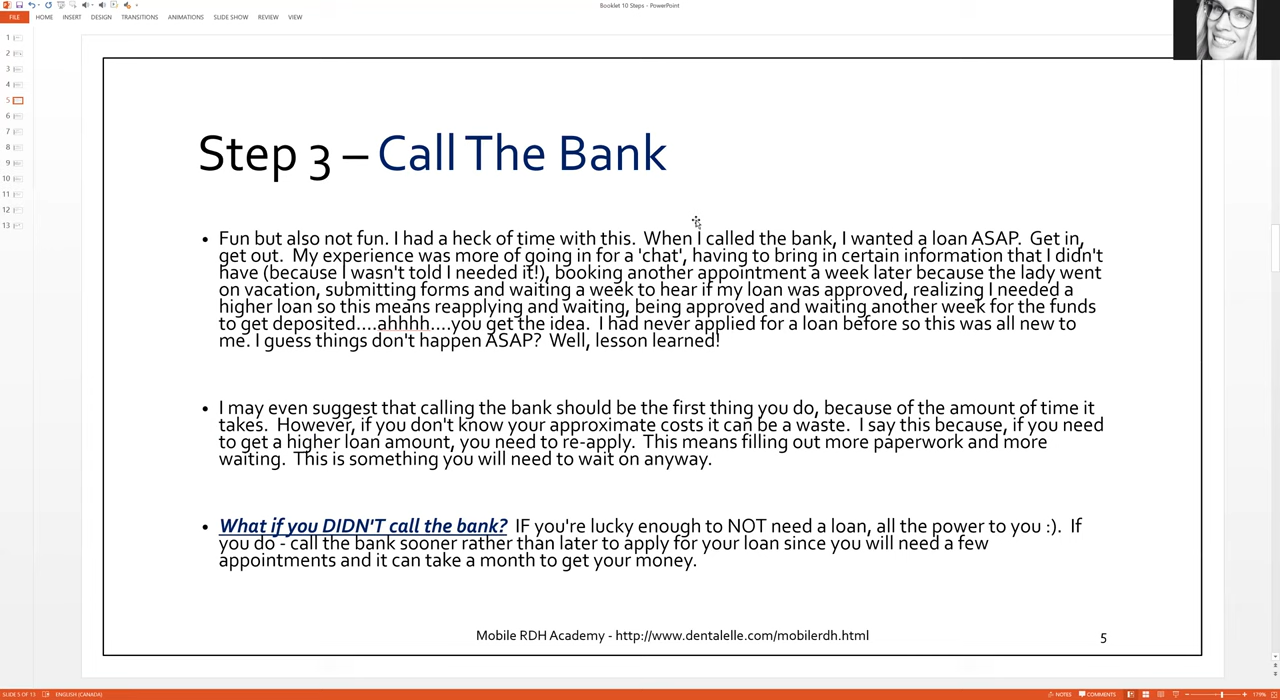 Booklet 10 Steps - PowerPoint
FILE HOME INSERT DESIGN TRANSITIONS ANIMATIONS SLIDE SHOW REVIEW VIEW
1
2
3
4
5
6
7
8
9
10
11
12
13
Step 3 – Call The Bank
• Fun but also not fun. I had a heck of time with this.  When I called the bank, I wanted a loan ASAP.  Get in,
get out.  My experience was more of going in for a 'chat', having to bring in certain information that I didn't
have (because I wasn't told I needed it!), booking another appointment a week later because the lady went
on vacation, submitting forms and waiting a week to hear if my loan was approved, realizing I needed a
higher loan so this means reapplying and waiting, being approved and waiting another week for the funds
to get deposited....ahhhh....you get the idea.  I had never applied for a loan before so this was all new to
me. I guess things don't happen ASAP?  Well, lesson learned!
• I may even suggest that calling the bank should be the first thing you do, because of the amount of time it
takes.  However, if you don't know your approximate costs it can be a waste.  I say this because, if you need
to get a higher loan amount, you need to re-apply.  This means filling out more paperwork and more
waiting.  This is something you will need to wait on anyway.
• What if you DIDN'T call the bank?  IF you're lucky enough to NOT need a loan, all the power to you :).  If
you do - call the bank sooner rather than later to apply for your loan since you will need a few
appointments and it can take a month to get your money.
Mobile RDH Academy - http://www.dentalelle.com/mobilerdh.html 5
SLIDE 5 OF 13 ENGLISH (CANADA) NOTES COMMENTS 179%